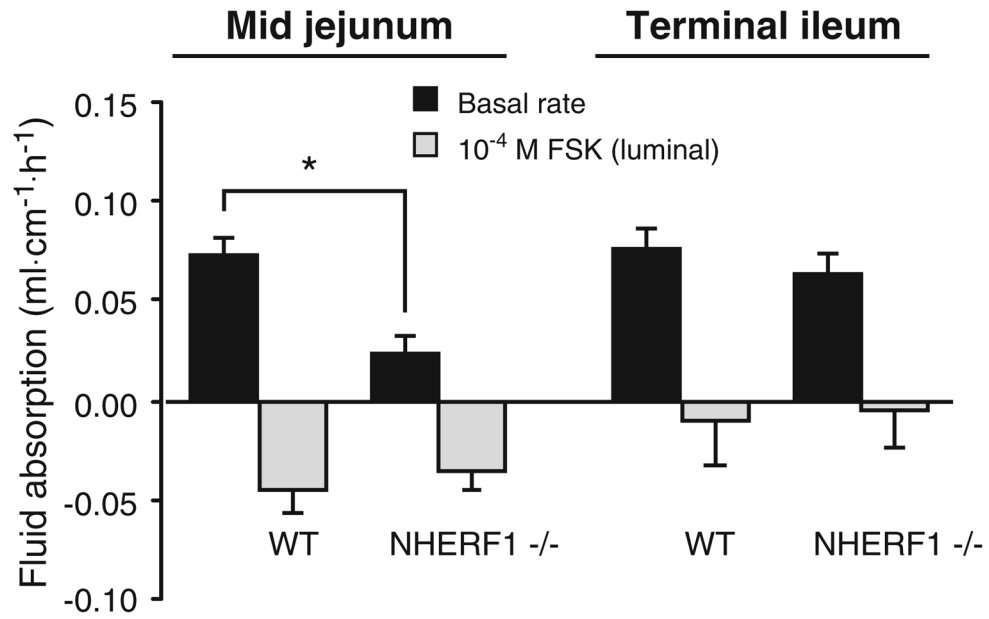 Mid jejunum
Terminal ileum
Basal rate
10⁻⁴ M FSK (luminal)
*
Fluid absorption (ml·cm⁻¹·h⁻¹)
0.15
0.10
0.05
0.00
-0.05
-0.10
WT
NHERF1 -/-
WT
NHERF1 -/-